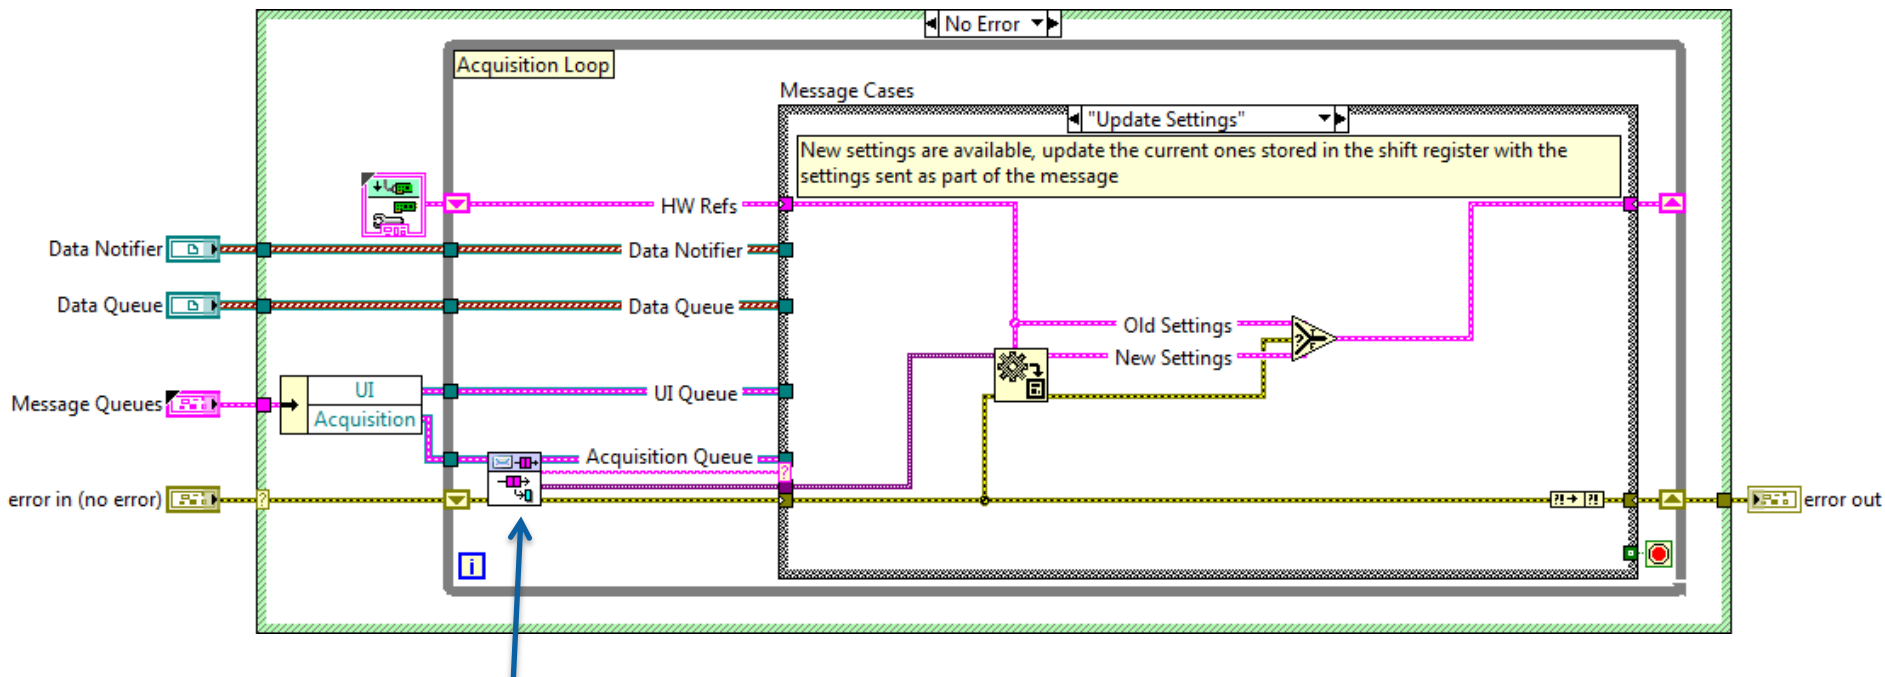 No Error
Acquisition Loop
Message Cases
"Update Settings"
New settings are available, update the current ones stored in the shift register with the
settings sent as part of the message
HW Refs
Data Notifier
Data Notifier
Data Queue
Data Queue
Old Settings
New Settings
Message Queues
UI
Acquisition
UI Queue
Acquisition Queue
error in (no error)
error out
i